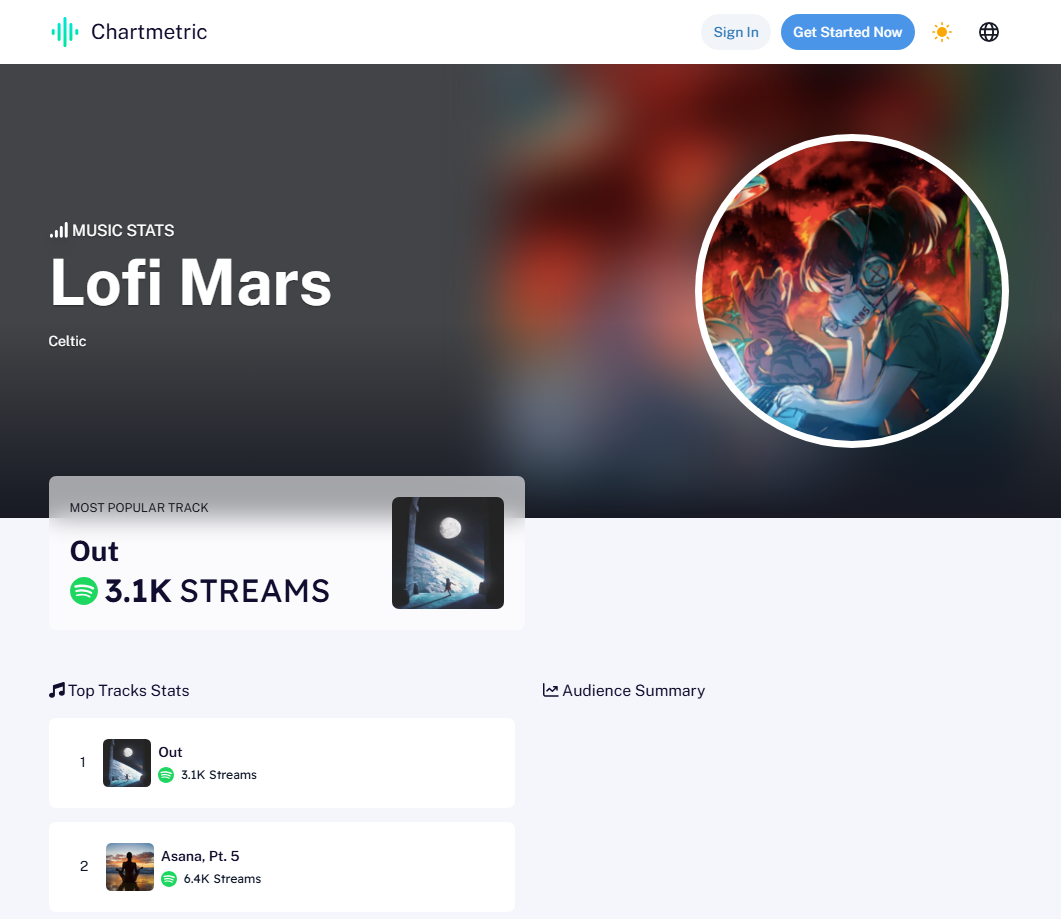 Chartmetric
Sign In
Get Started Now
MUSIC STATS
Lofi Mars
Celtic
MOST POPULAR TRACK
Out
3.1K STREAMS
Top Tracks Stats
1
Out
3.1K Streams
2
Asana, Pt. 5
6.4K Streams
Audience Summary